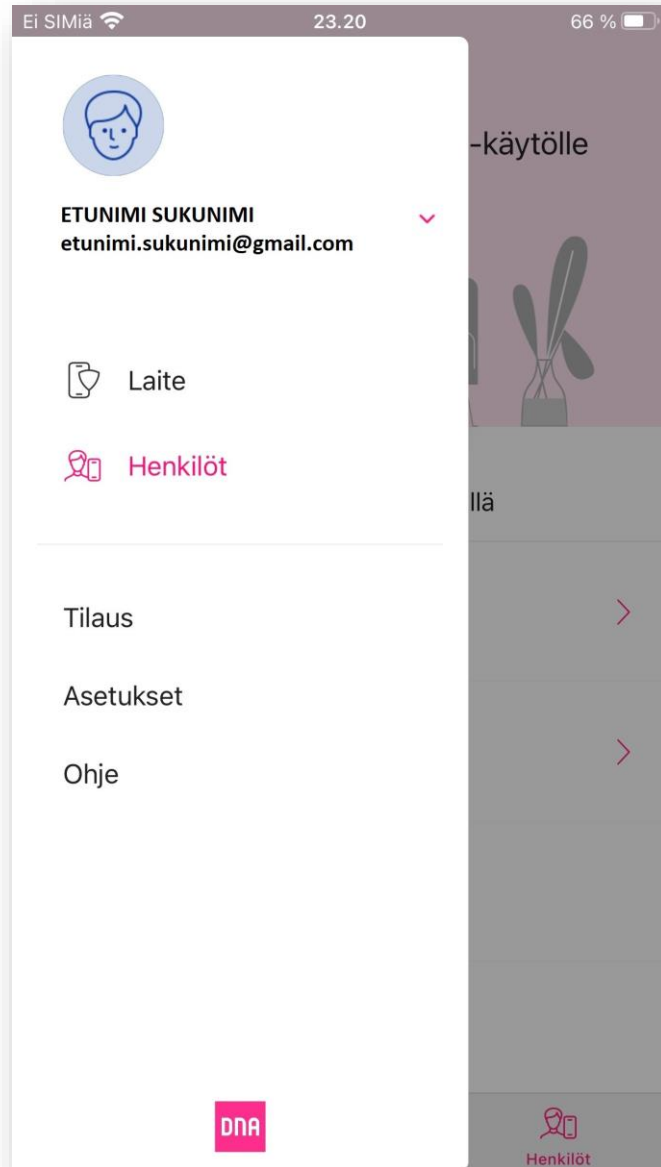 Ei SIMiä 23.20 66 %
-käytölle
ETUNIMI SUKUNIMI
etunimi.sukunimi@gmail.com
Laite
Henkilöt
llä
Tilaus
Asetukset
Ohje
DNA
Henkilöt